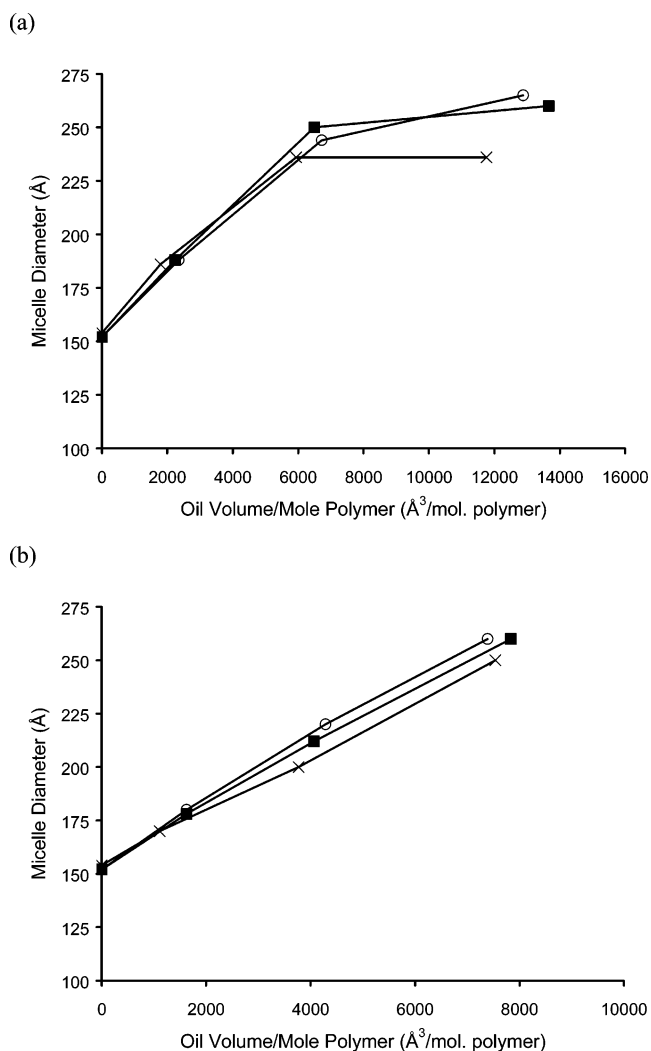 (a)
275
250
225
200
175
150
125
100
Micelle Diameter (Å)
0 2000 4000 6000 8000 10000 12000 14000 16000
Oil Volume/Mole Polymer (Å³/mol. polymer)
(b)
275
250
225
200
175
150
125
100
Micelle Diameter (Å)
0 2000 4000 6000 8000 10000
Oil Volume/Mole Polymer (Å³/mol. polymer)